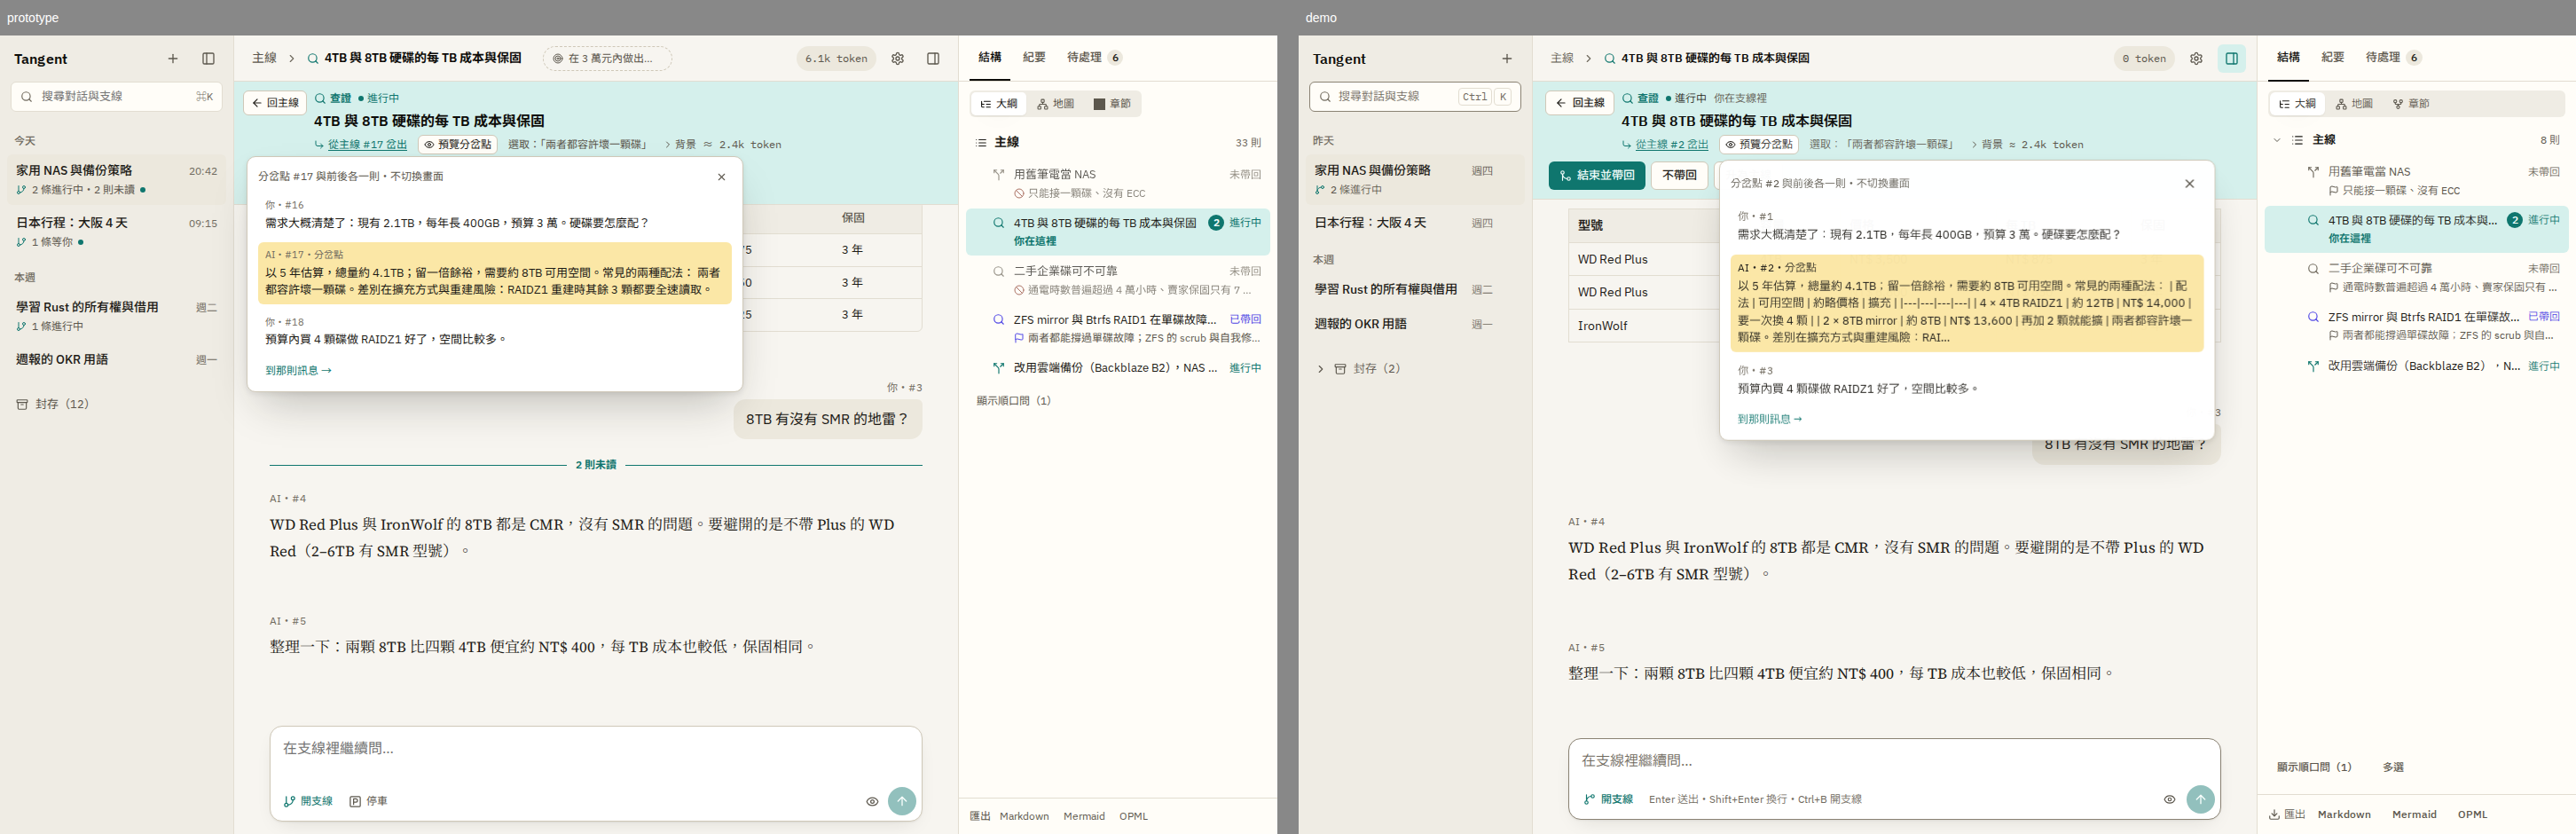 prototype
Tangent
搜尋對話與支線 ⌘K
今天
家用 NAS 與備份策略 20:42
2 條進行中・2 則未讀
日本行程：大阪 4 天 09:15
1 條等你
本週
學習 Rust 的所有權與借用 週二
1 條進行中
週報的 OKR 用語 週一
封存（12）
主線 › 4TB 與 8TB 硬碟的每 TB 成本與保固 在 3 萬元內做出… 6.1k token
← 回主線 查證 進行中
4TB 與 8TB 硬碟的每 TB 成本與保固
從主線 #17 岔出 預覽分岔點 選取：「兩者都容許壞一顆碟」 › 背景 ≈ 2.4k token
分岔點 #17 與前後各一則・不切換畫面
你・#16
需求大概清楚了：現有 2.1TB，每年長 400GB，預算 3 萬。硬碟要怎麼配？
AI・#17・分岔點
以 5 年估算，總量約 4.1TB；留一倍餘裕，需要約 8TB 可用空間。常見的兩種配法： 兩者
都容許壞一顆碟。差別在擴充方式與重建風險：RAIDZ1 重建時其餘 3 顆都要全速讀取。
你・#18
預算內買 4 顆碟做 RAIDZ1 好了，空間比較多。
到那則訊息 →
保固
3 年
3 年
3 年
你・#3
8TB 有沒有 SMR 的地雷？
2 則未讀
AI・#4
WD Red Plus 與 IronWolf 的 8TB 都是 CMR，沒有 SMR 的問題。要避開的是不帶 Plus 的 WD
Red（2–6TB 有 SMR 型號）。
AI・#5
整理一下：兩顆 8TB 比四顆 4TB 便宜約 NT$ 400，每 TB 成本也較低，保固相同。
在支線裡繼續問…
開支線 停車
結構 紀要 待處理 6
大綱 地圖 章節
主線 33 則
用舊筆電當 NAS 未帶回
只能接一顆碟、沒有 ECC
4TB 與 8TB 硬碟的每 TB 成本與保固 2 進行中
你在這裡
二手企業碟可不可靠 未帶回
通電時數普遍超過 4 萬小時、賣家保固只有 7 …
ZFS mirror 與 Btrfs RAID1 在單碟故障… 已帶回
兩者都能撐過單碟故障；ZFS 的 scrub 與自我修…
改用雲端備份（Backblaze B2），NAS … 進行中
顯示順口問（1）
匯出 Markdown Mermaid OPML
demo
Tangent
搜尋對話與支線 Ctrl K
昨天
家用 NAS 與備份策略 週四
2 條進行中
日本行程：大阪 4 天 週四
本週
學習 Rust 的所有權與借用 週二
週報的 OKR 用語 週一
封存（2）
主線 › 4TB 與 8TB 硬碟的每 TB 成本與保固 0 token
← 回主線 查證 進行中 你在支線裡
4TB 與 8TB 硬碟的每 TB 成本與保固
從主線 #2 岔出 預覽分岔點 選取：「兩者都容許壞一顆碟」 › 背景 ≈ 2.4k token
結束並帶回 不帶回
分岔點 #2 與前後各一則・不切換畫面
你・#1
需求大概清楚了：現有 2.1TB，每年長 400GB，預算 3 萬。硬碟要怎麼配？
AI・#2・分岔點
以 5 年估算，總量約 4.1TB；留一倍餘裕，需要約 8TB 可用空間。常見的兩種配法： | 配
法 | 可用空間 | 約略價格 | 擴充 | |---|---|---|---| | 4 × 4TB RAIDZ1 | 約 12TB | NT$ 14,000 |
要一次換 4 顆 | | 2 × 8TB mirror | 約 8TB | NT$ 13,600 | 再加 2 顆就能擴 | 兩者都容許壞一
顆碟。差別在擴充方式與重建風險：RAI…
你・#3
預算內買 4 顆碟做 RAIDZ1 好了，空間比較多。
到那則訊息 →
型號
WD Red Plus
WD Red Plus
IronWolf
8TB 有沒有 SMR 的地雷？
AI・#4
WD Red Plus 與 IronWolf 的 8TB 都是 CMR，沒有 SMR 的問題。要避開的是不帶 Plus 的 WD
Red（2–6TB 有 SMR 型號）。
AI・#5
整理一下：兩顆 8TB 比四顆 4TB 便宜約 NT$ 400，每 TB 成本也較低，保固相同。
在支線裡繼續問…
開支線 Enter 送出・Shift+Enter 換行・Ctrl+B 開支線
結構 紀要 待處理 6
大綱 地圖 章節
主線 8 則
用舊筆電當 NAS 未帶回
只能接一顆碟、沒有 ECC
4TB 與 8TB 硬碟的每 TB 成本與… 2 進行中
你在這裡
二手企業碟可不可靠 未帶回
通電時數普遍超過 4 萬小時、賣家保固只有 …
ZFS mirror 與 Btrfs RAID1 在單碟故… 已帶回
兩者都能撐過單碟故障；ZFS 的 scrub 與自…
改用雲端備份（Backblaze B2），N… 進行中
顯示順口問（1） 多選
匯出 Markdown Mermaid OPML